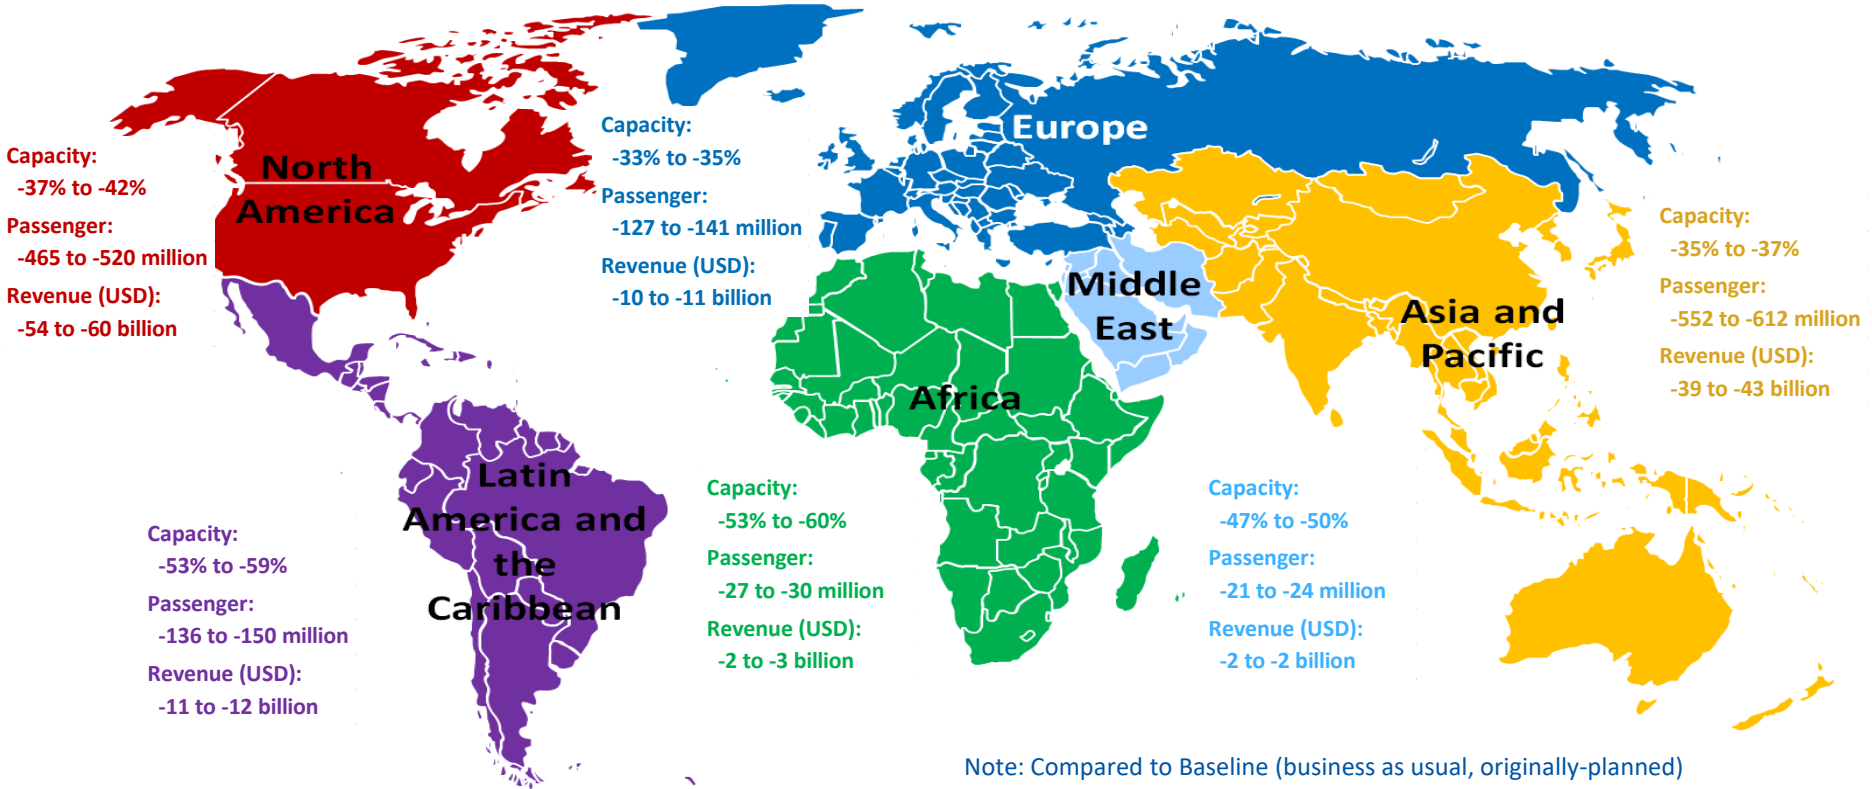 North
America
Capacity:
-37% to -42%
Passenger:
-465 to -520 million
Revenue (USD):
-54 to -60 billion
Capacity:
-33% to -35%
Passenger:
-127 to -141 million
Revenue (USD):
-10 to -11 billion
Europe
Middle
East
Asia and
Pacific
Capacity:
-35% to -37%
Passenger:
-552 to -612 million
Revenue (USD):
-39 to -43 billion
Africa
Latin
America and
the
Caribbean
Capacity:
-53% to -59%
Passenger:
-136 to -150 million
Revenue (USD):
-11 to -12 billion
Capacity:
-53% to -60%
Passenger:
-27 to -30 million
Revenue (USD):
-2 to -3 billion
Capacity:
-47% to -50%
Passenger:
-21 to -24 million
Revenue (USD):
-2 to -2 billion
Note: Compared to Baseline (business as usual, originally-planned)